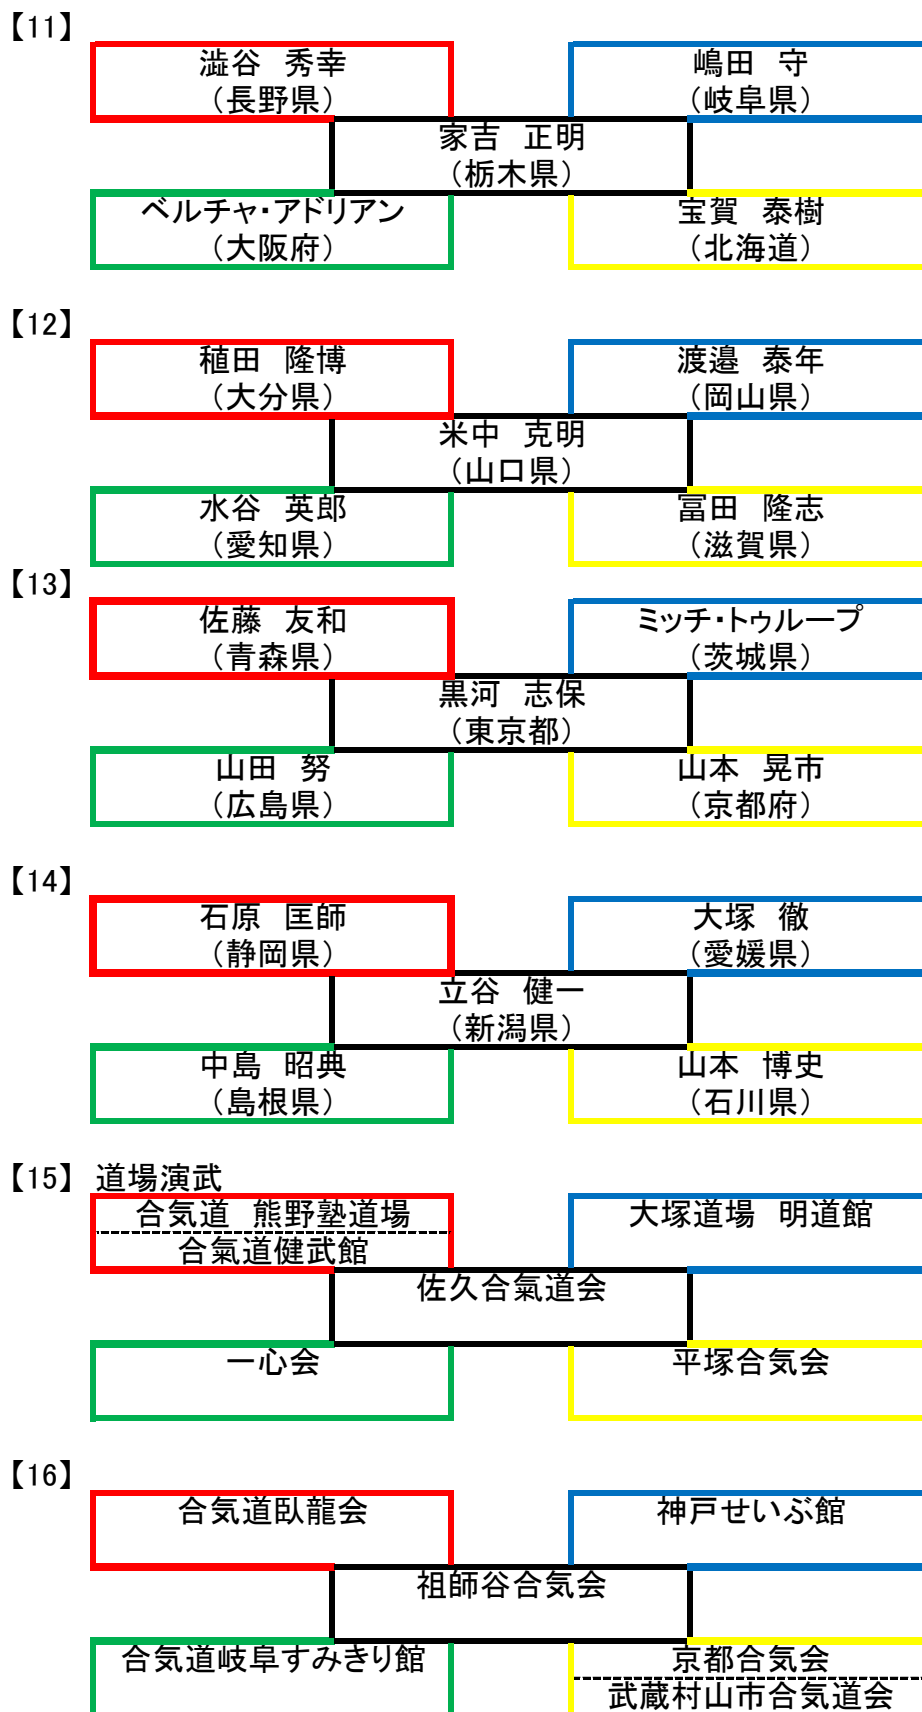 【11】
澁谷　秀幸
（長野県）
嶋田　守
（岐阜県）
家吉　正明
（栃木県）
ベルチャ・アドリアン
（大阪府）
宝賀　泰樹
（北海道）
【12】
稙田　隆博
（大分県）
渡邉　泰年
（岡山県）
米中　克明
（山口県）
水谷　英郎
（愛知県）
冨田　隆志
（滋賀県）
【13】
佐藤　友和
（青森県）
ミッチ・トゥループ
（茨城県）
黒河　志保
（東京都）
山田　努
（広島県）
山本　晃市
（京都府）
【14】
石原　匡師
（静岡県）
大塚　徹
（愛媛県）
立谷　健一
（新潟県）
中島　昭典
（島根県）
山本　博史
（石川県）
【15】 道場演武
合気道　熊野塾道場
合氣道健武館
大塚道場　明道館
佐久合氣道会
一心会
平塚合気会
【16】
合気道臥龍会
神戸せいぶ館
祖師谷合気会
合気道岐阜すみきり館
京都合気会
武蔵村山市合気道会